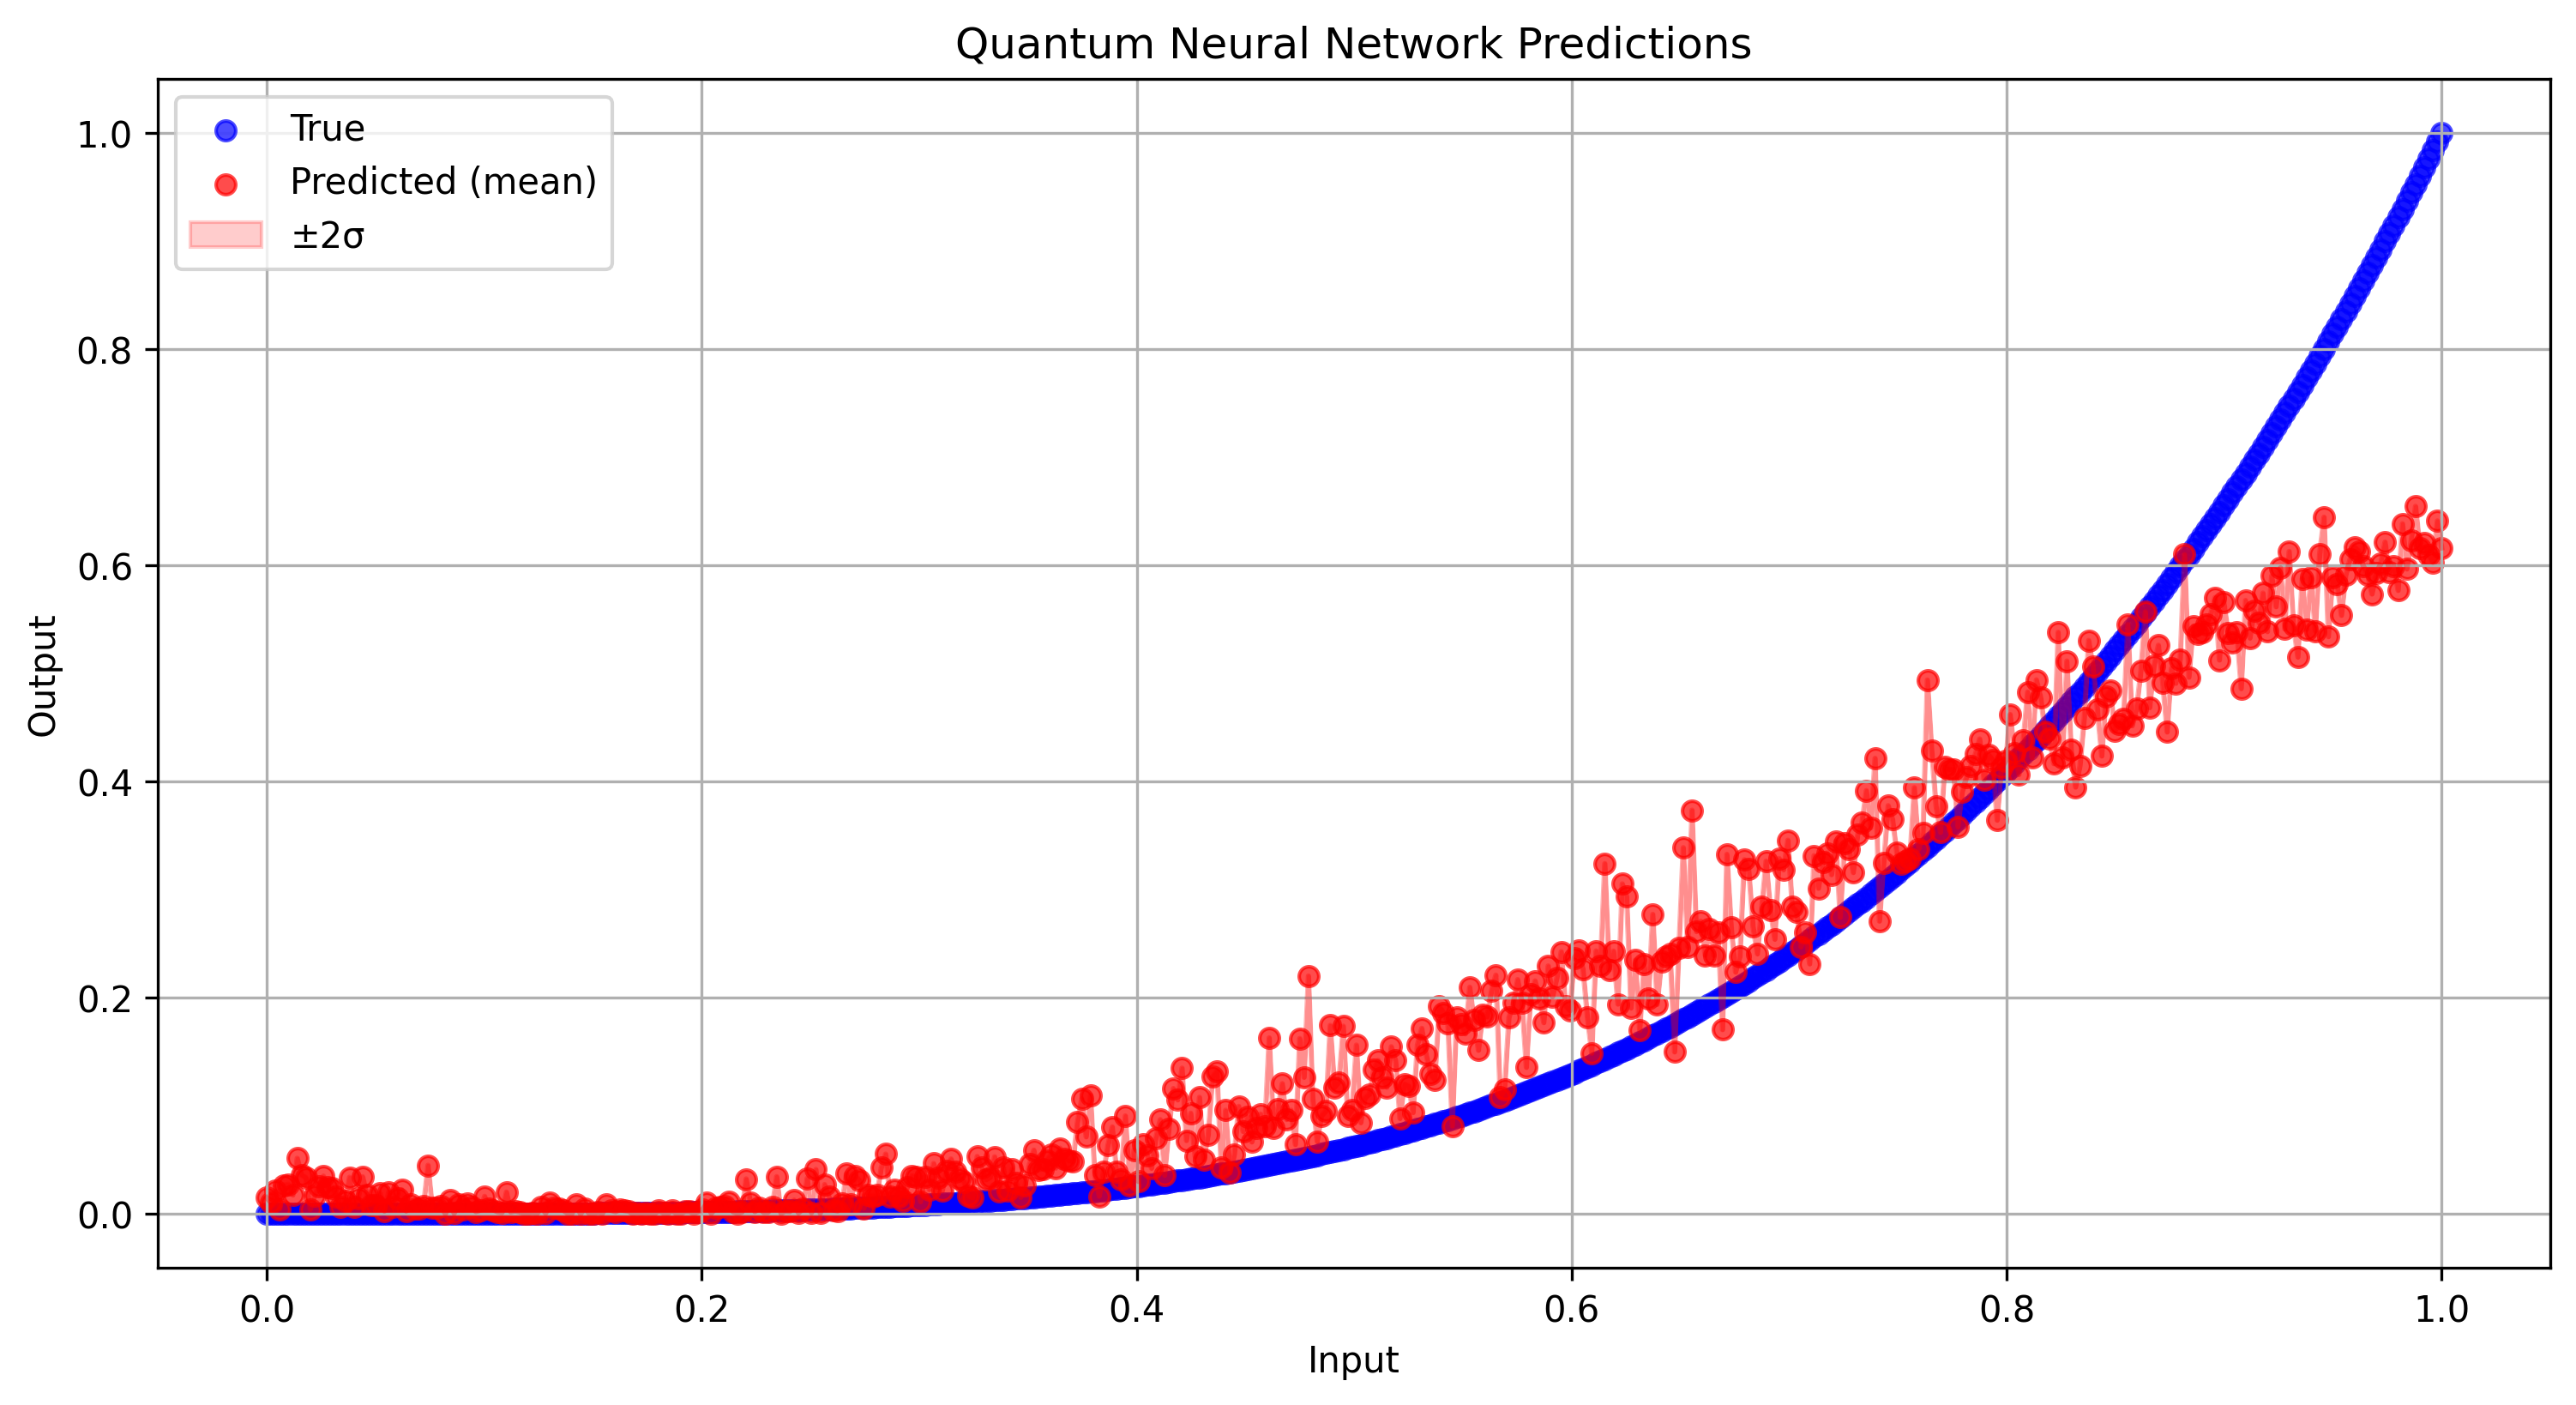 Quantum Neural Network Predictions
True
Predicted (mean)
±2σ
1.0
0.8
0.6
0.4
0.2
0.0
Output
0.0 0.2 0.4 0.6 0.8 1.0
Input